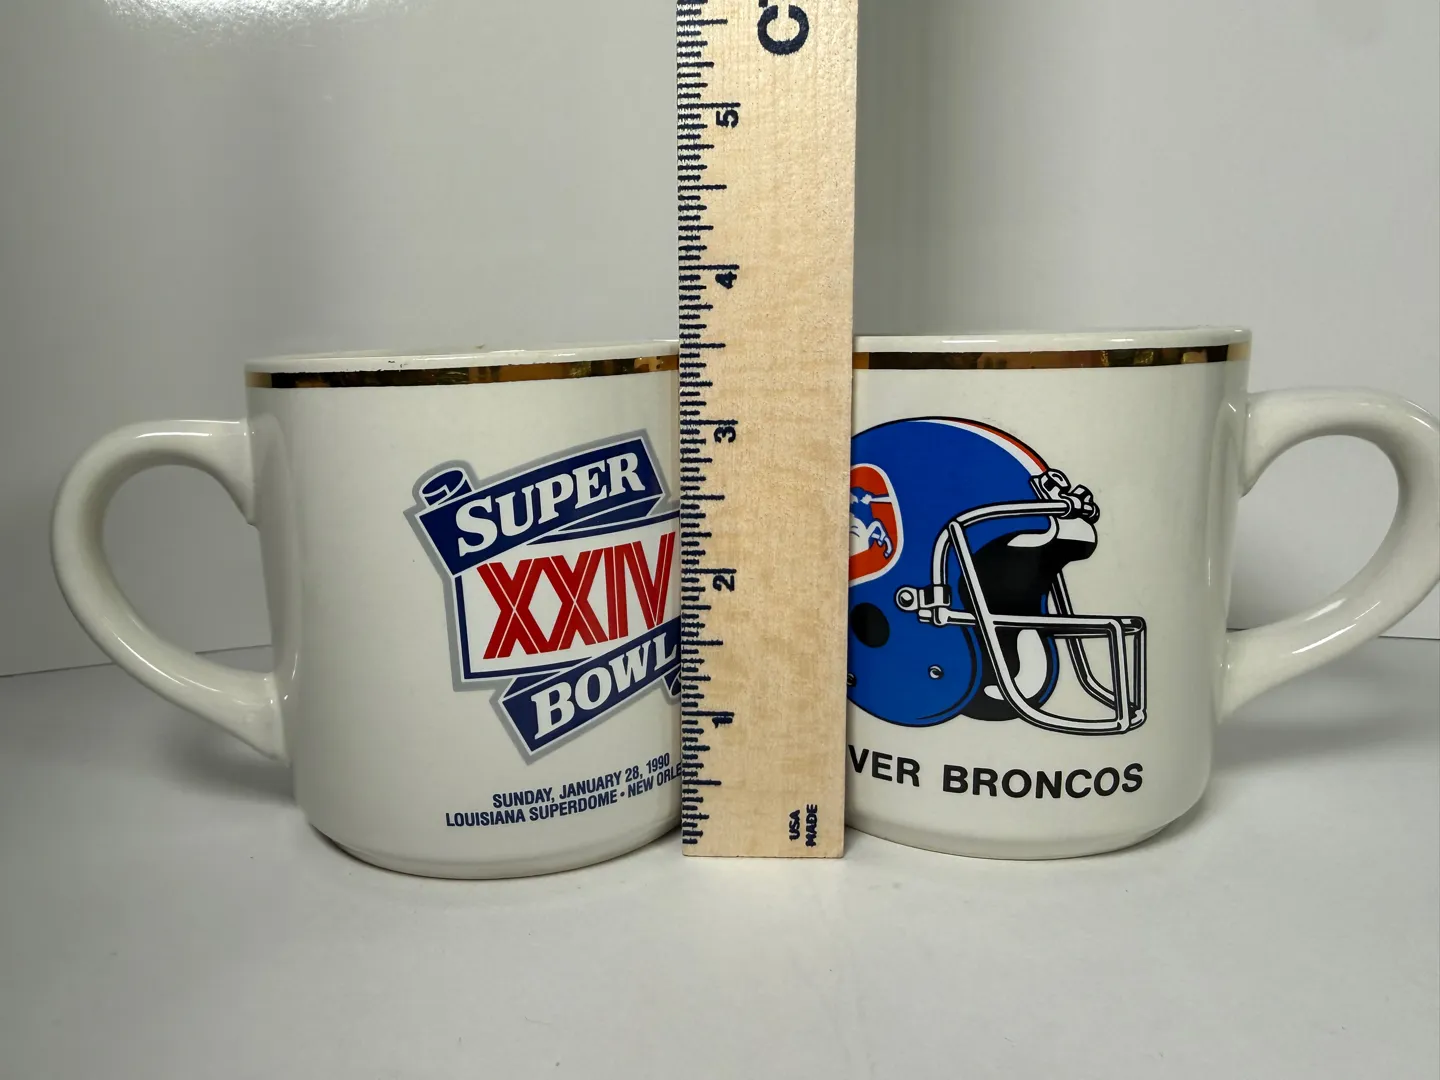 SUPER
XXIV
BOWL
SUNDAY, JANUARY 28, 1990
LOUISIANA SUPERDOME • NEW ORLE
5
4
3
2
1
USA
MADE
VER BRONCOS